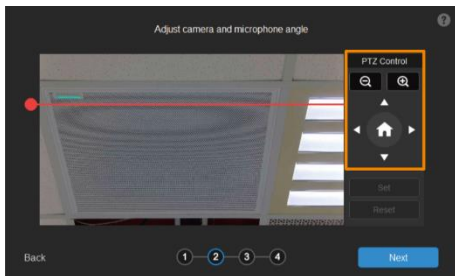 ?
Adjust camera and microphone angle
PTZ Control
Set
Reset
Back
1 2 3 4
Next